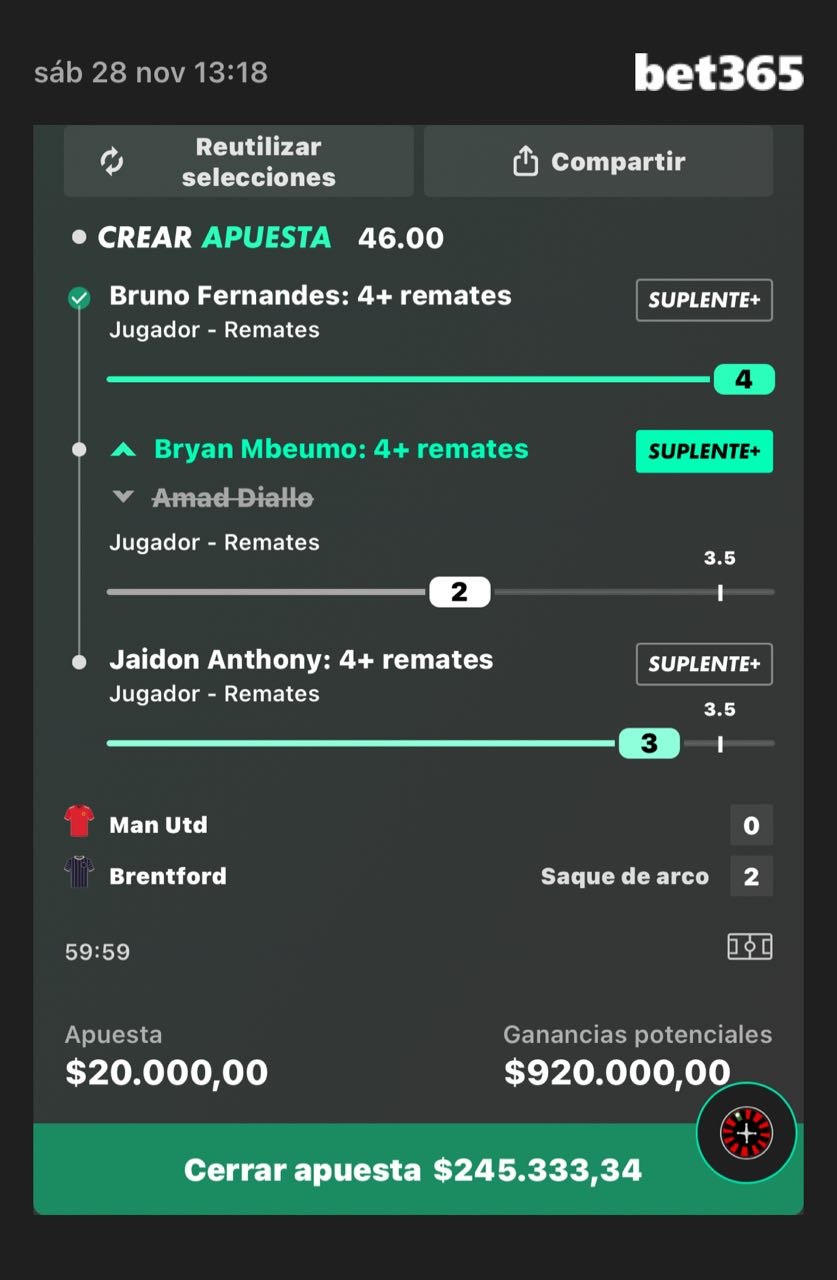 sáb 28 nov 13:18
bet365
Reutilizar
selecciones
Compartir
CREAR APUESTA 46.00
Bruno Fernandes: 4+ remates
SUPLENTE+
Jugador - Remates
4
Bryan Mbeumo: 4+ remates
SUPLENTE+
Amad Diallo
Jugador - Remates
3.5
2
Jaidon Anthony: 4+ remates
SUPLENTE+
Jugador - Remates
3.5
3
Man Utd 0
Brentford Saque de arco 2
59:59
Apuesta Ganancias potenciales
$20.000,00 $920.000,00
Cerrar apuesta $245.333,34